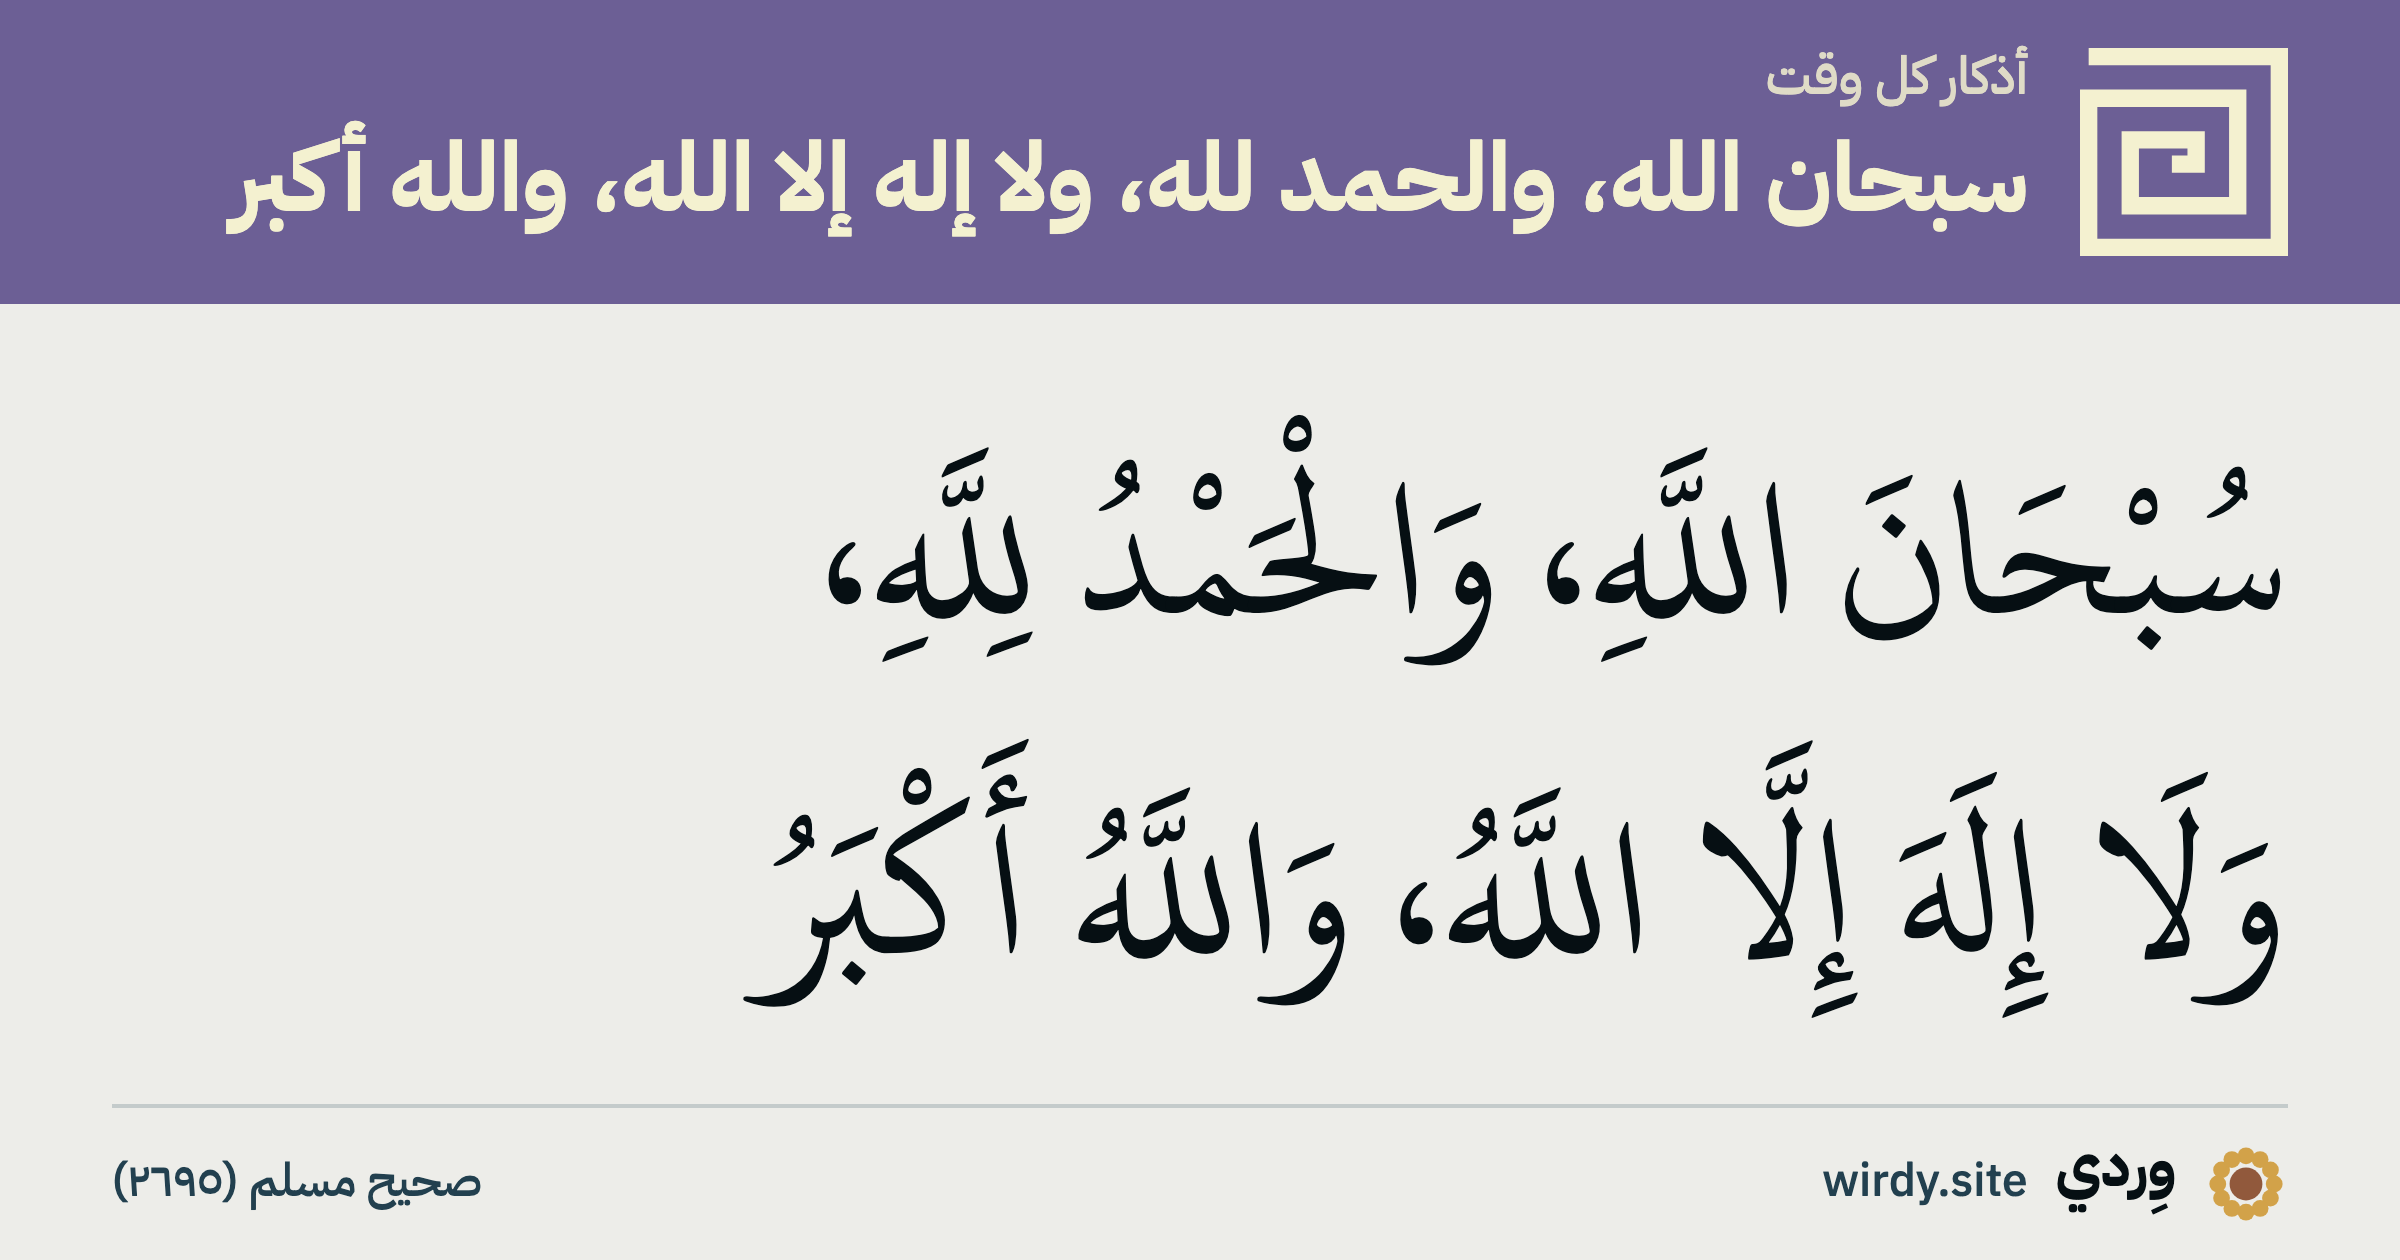 أذكار كل وقت
سبحان الله، والحمد لله، ولا إله إلا الله، والله أكبر
سُبْحَانَ اللَّهِ، وَالْحَمْدُ لِلَّهِ،
وَلَا إِلَهَ إِلَّا اللَّهُ، وَاللَّهُ أَكْبَرُ
وِردي wirdy.site
صحيح مسلم (٢٦٩٥)